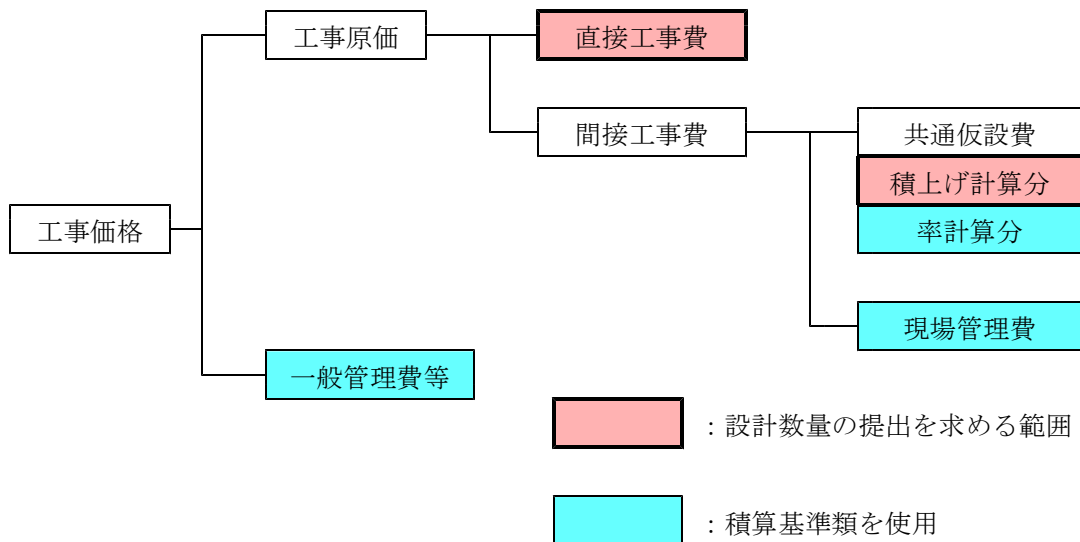 工事原価
直接工事費
間接工事費
共通仮設費
積上げ計算分
率計算分
工事価格
現場管理費
一般管理費等
：設計数量の提出を求める範囲
：積算基準類を使用